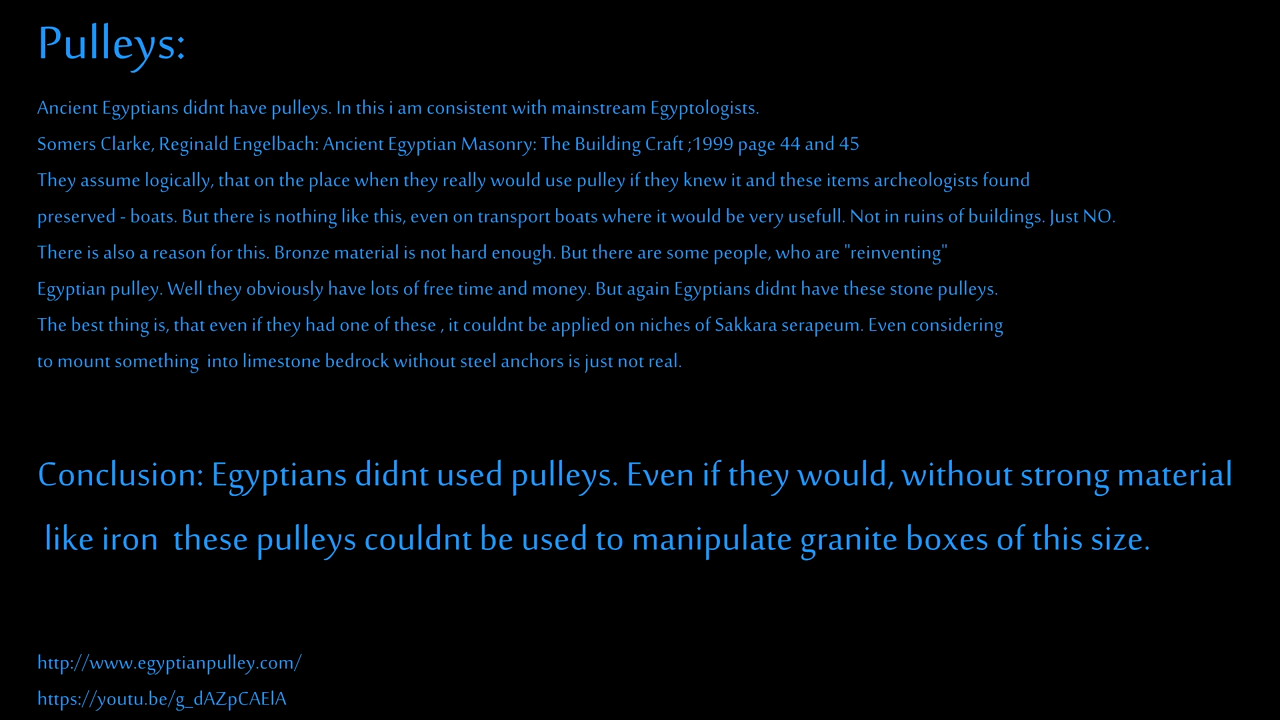 Pulleys:
Ancient Egyptians didnt have pulleys. In this i am consistent with mainstream Egyptologists.
Somers Clarke, Reginald Engelbach: Ancient Egyptian Masonry: The Building Craft ;1999 page 44 and 45
They assume logically, that on the place when they really would use pulley if they knew it and these items archeologists found
preserved - boats. But there is nothing like this, even on transport boats where it would be very usefull. Not in ruins of buildings. Just NO.
There is also a reason for this. Bronze material is not hard enough. But there are some people, who are "reinventing"
Egyptian pulley. Well they obviously have lots of free time and money. But again Egyptians didnt have these stone pulleys.
The best thing is, that even if they had one of these , it couldnt be applied on niches of Sakkara serapeum. Even considering
to mount something  into limestone bedrock without steel anchors is just not real.
Conclusion: Egyptians didnt used pulleys. Even if they would, without strong material
like iron  these pulleys couldnt be used to manipulate granite boxes of this size.
http://www.egyptianpulley.com/
https://youtu.be/g_dAZpCAElA